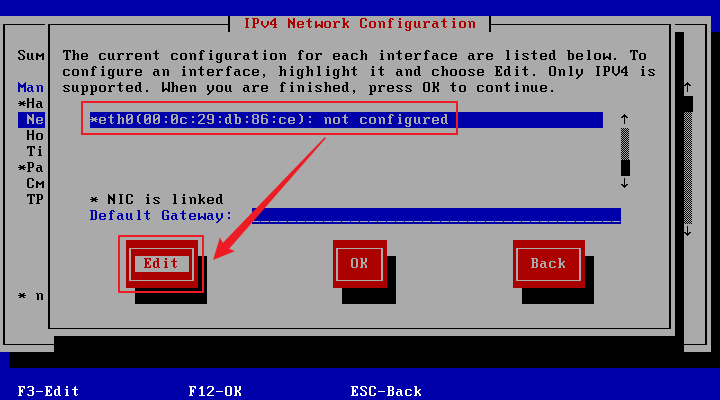 IPv4 Network Configuration
Sum
The current configuration for each interface are listed below. To
configure an interface, highlight it and choose Edit. Only IPV4 is
supported. When you are finished, press OK to continue.
Man
*Ha
Ne
Ho
Ti
*Pa
Cm
TP
* n
*eth0(00:0c:29:db:86:ce): not configured
* NIC is linked
Default Gateway:
Edit
OK
Back
F3-Edit
F12-OK
ESC-Back